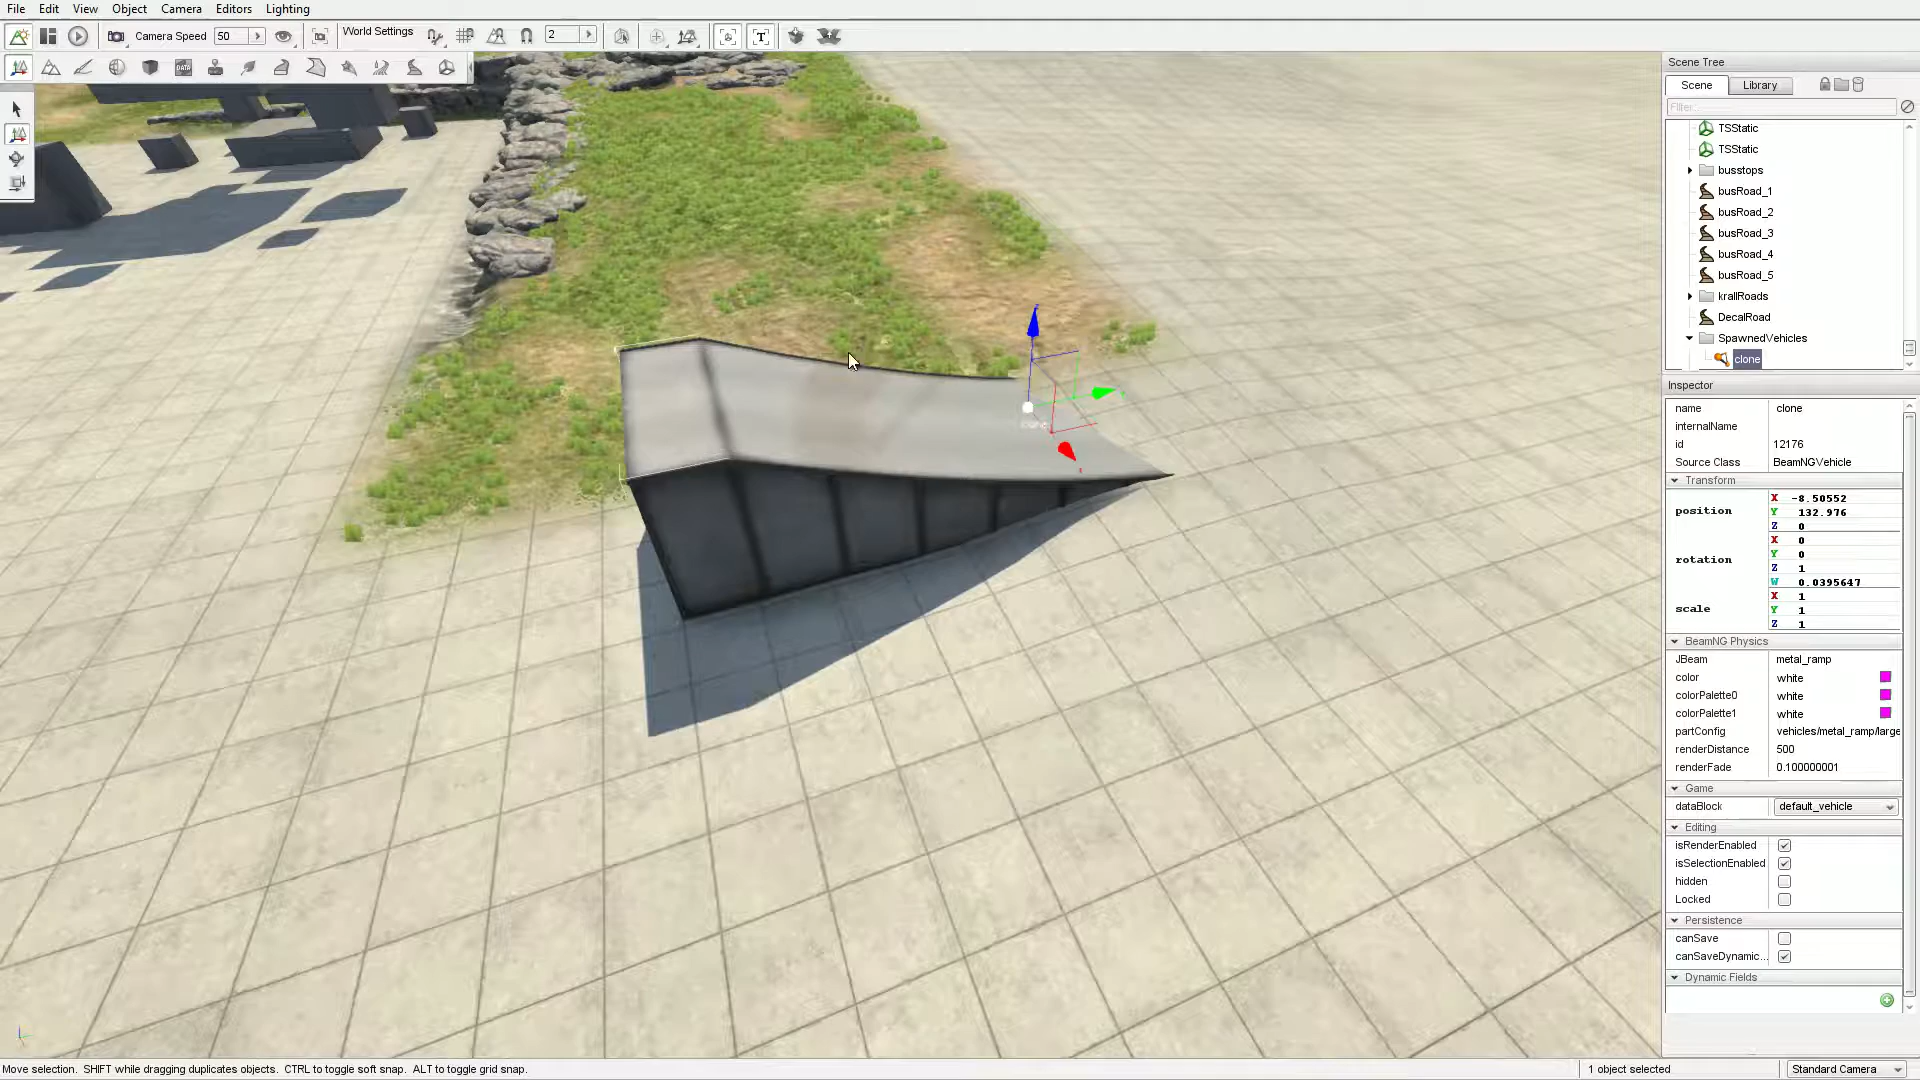 File Edit View Object Camera Editors Lighting
Camera Speed 50 World Settings 2 T
DATA
Scene Tree
Scene Library
Filter...
TSStatic
TSStatic
busstops
busRoad_1
busRoad_2
busRoad_3
busRoad_4
busRoad_5
krallRoads
DecalRoad
SpawnedVehicles
clone
Inspector
name clone
internalName
id 12176
Source Class BeamNGVehicle
Transform
position X -8.50552
Y 132.976
Z 0
rotation X 0
Y 0
Z 1
W 0.0395647
scale X 1
Y 1
Z 1
BeamNG Physics
JBeam metal_ramp
color white
colorPalette0 white
colorPalette1 white
partConfig vehicles/metal_ramp/large
renderDistance 500
renderFade 0.100000001
Game
dataBlock default_vehicle
Editing
isRenderEnabled
isSelectionEnabled
hidden
Locked
Persistence
canSave
canSaveDynamic...
Dynamic Fields
Move selection. SHIFT while dragging duplicates objects. CTRL to toggle soft snap. ALT to toggle grid snap. 1 object selected Standard Camera